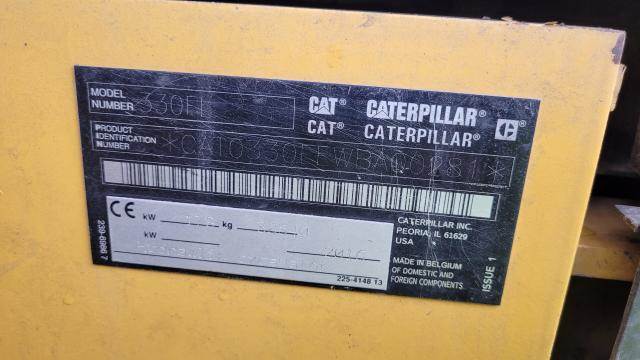 MODEL NUMBER 330FL
CAT® CATERPILLAR®
CAT® CATERPILLAR®
PRODUCT IDENTIFICATION NUMBER
CE kW kg
kW
CATERPILLAR INC.
PEORIA, IL 61629
USA
MADE IN BELGIUM
OF DOMESTIC AND
FOREIGN COMPONENTS
225-4148 13
ISSUE 1
239-6986 7